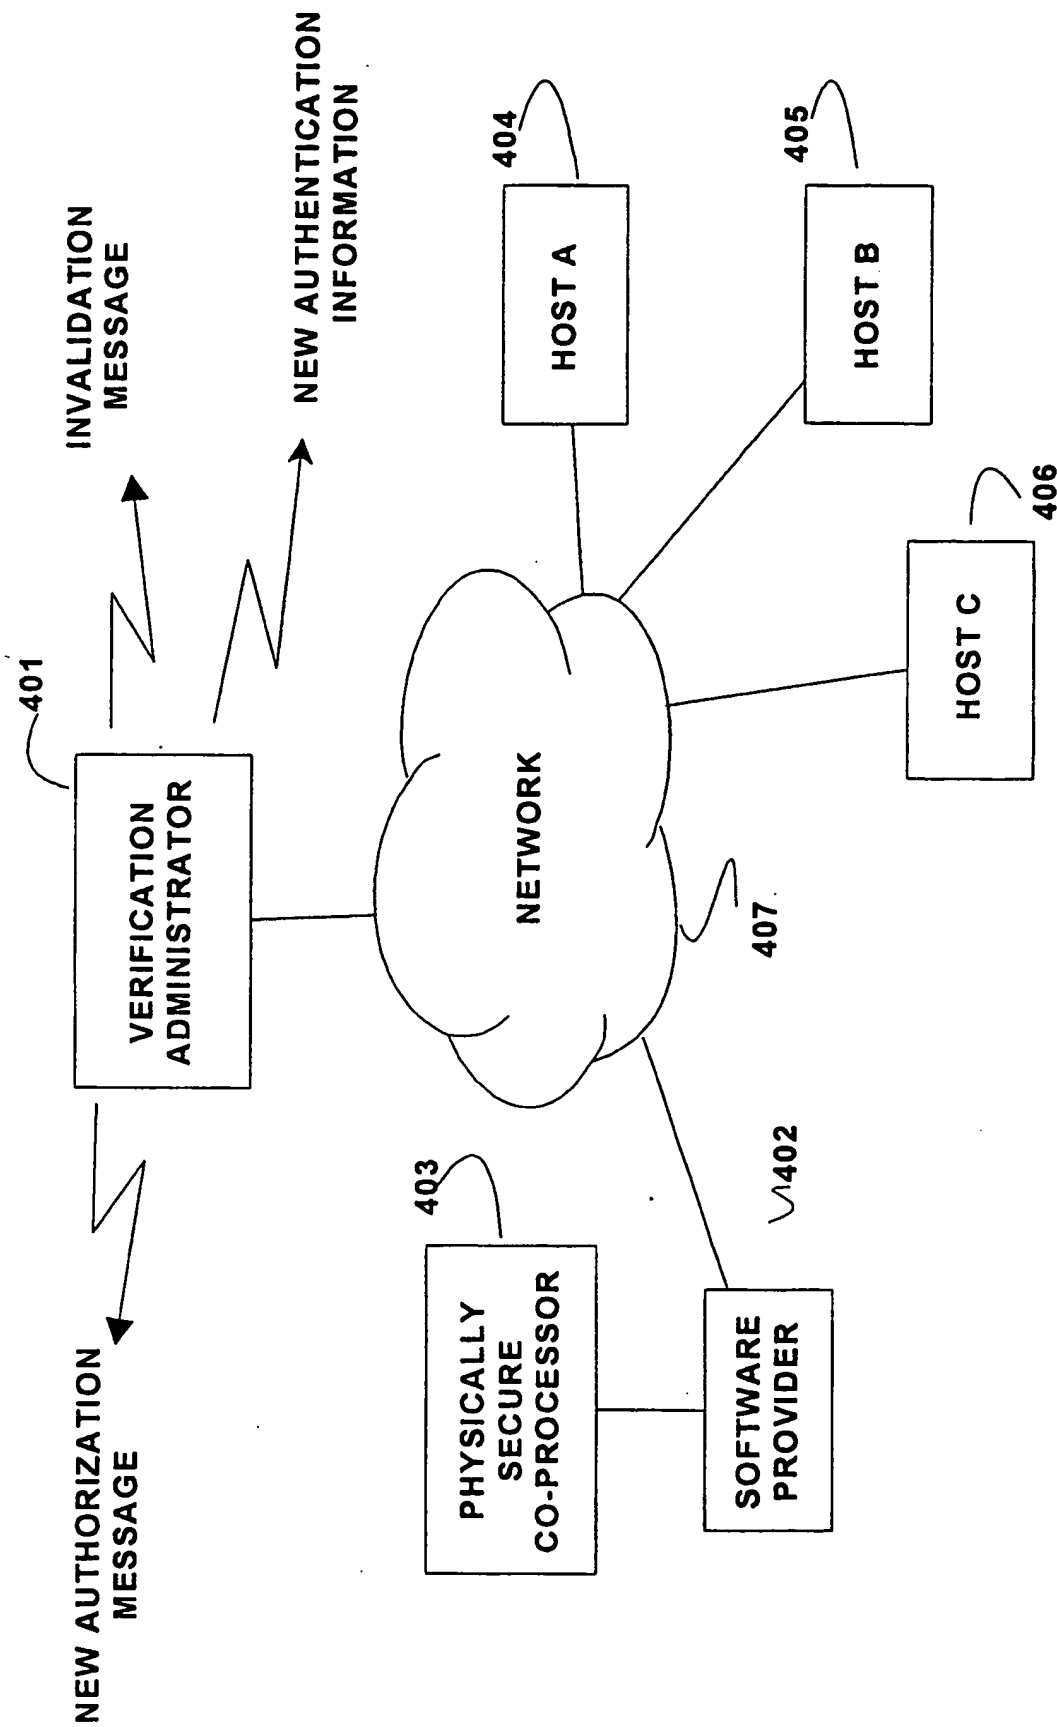 NEW AUTHORIZATION
MESSAGE
401
VERIFICATION
ADMINISTRATOR
INVALIDATION
MESSAGE
NEW AUTHENTICATION
INFORMATION
403
PHYSICALLY
SECURE
CO-PROCESSOR
NETWORK
404
HOST A
402
SOFTWARE
PROVIDER
407
405
HOST B
406
HOST C